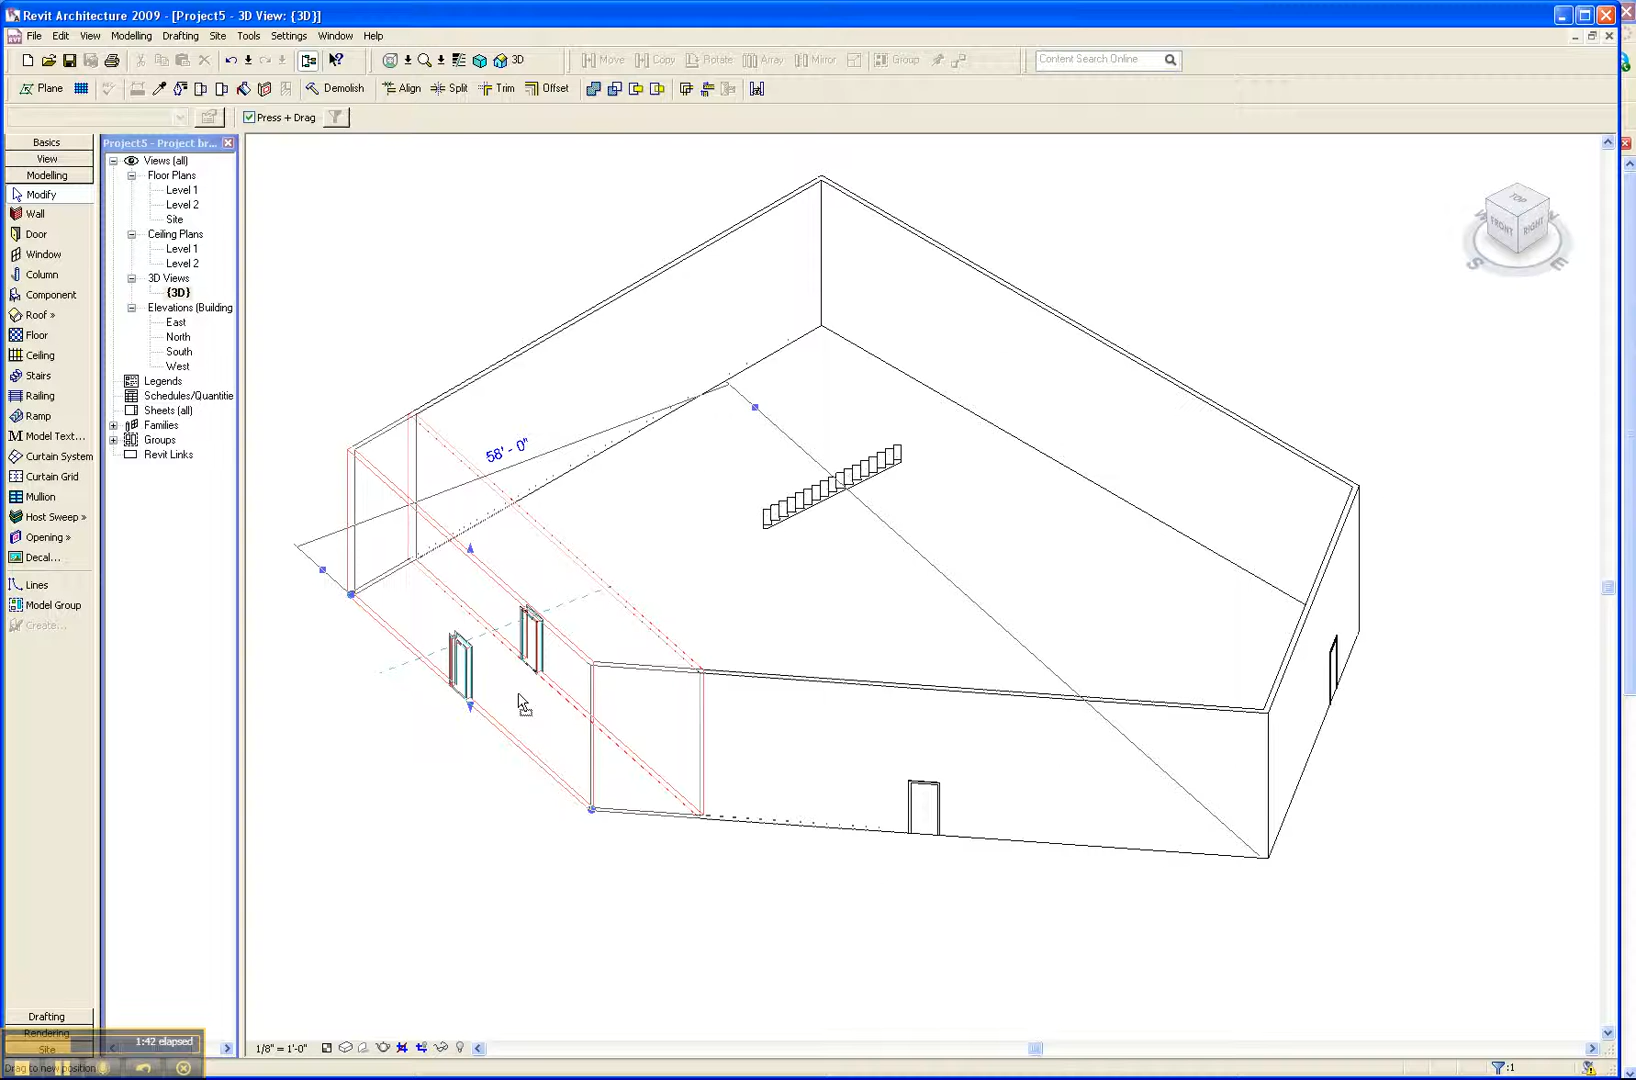 Revit Architecture 2009 - [Project5 - 3D View: {3D}]
File Edit View Modelling Drafting Site Tools Settings Window Help
3D Move Copy Rotate Array Mirror Group Content Search Online
Plane Demolish Align Split Trim Offset
Press + Drag
Basics
View
Modelling
Modify
Wall
Door
Window
Column
Component
Roof »
Floor
Ceiling
Stairs
Railing
Ramp
Model Text...
Curtain System
Curtain Grid
Mullion
Host Sweep »
Opening »
Decal...
Lines
Model Group
Create...
Drafting
Rendering
Site
Project5 - Project br...
Views (all)
Floor Plans
Level 1
Level 2
Site
Ceiling Plans
Level 1
Level 2
3D Views
{3D}
Elevations (Building
East
North
South
West
Legends
Schedules/Quantitie
Sheets (all)
Families
Groups
Revit Links
58' - 0"
TOP
FRONT
RIGHT
S
E
1:42 elapsed
1/8" = 1'-0"
Drag to new position
:1